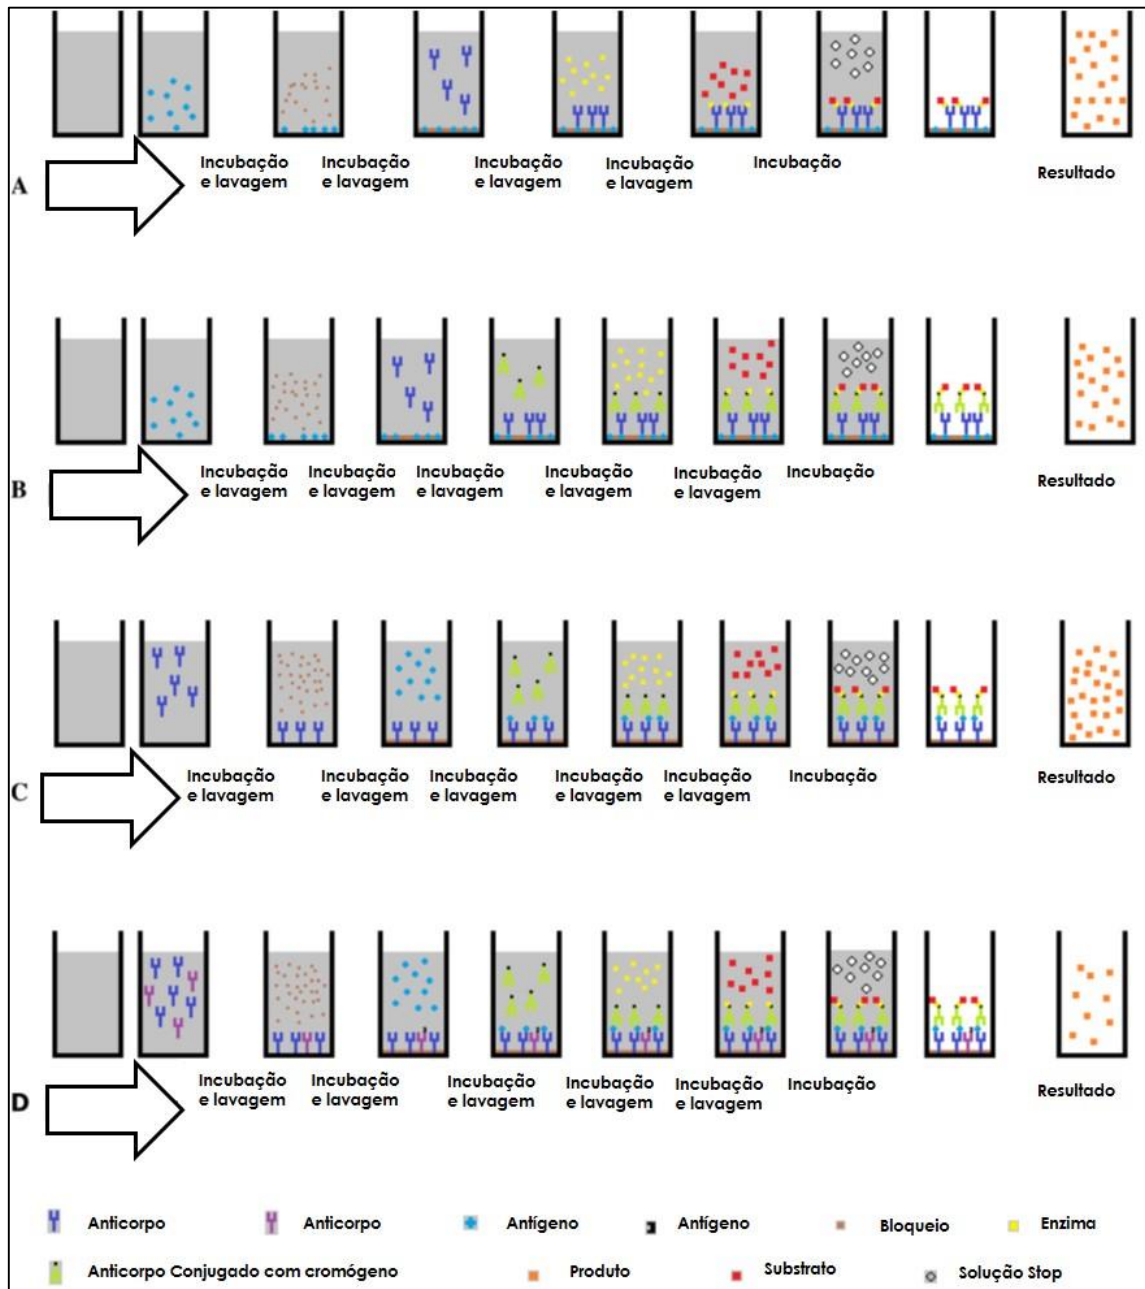 Incubação Incubação Incubação Incubação Incubação
e lavagem e lavagem e lavagem e lavagem
A
Resultado
Incubação Incubação Incubação Incubação Incubação Incubação
e lavagem e lavagem e lavagem e lavagem e lavagem
B
Resultado
Incubação Incubação Incubação Incubação Incubação Incubação
e lavagem e lavagem e lavagem e lavagem e lavagem
C
Resultado
Incubação Incubação Incubação Incubação Incubação Incubação
e lavagem e lavagem e lavagem e lavagem e lavagem
D
Resultado
Anticorpo Anticorpo Antígeno Antígeno Bloqueio Enzima
Anticorpo Conjugado com cromógeno Produto Substrato Solução Stop